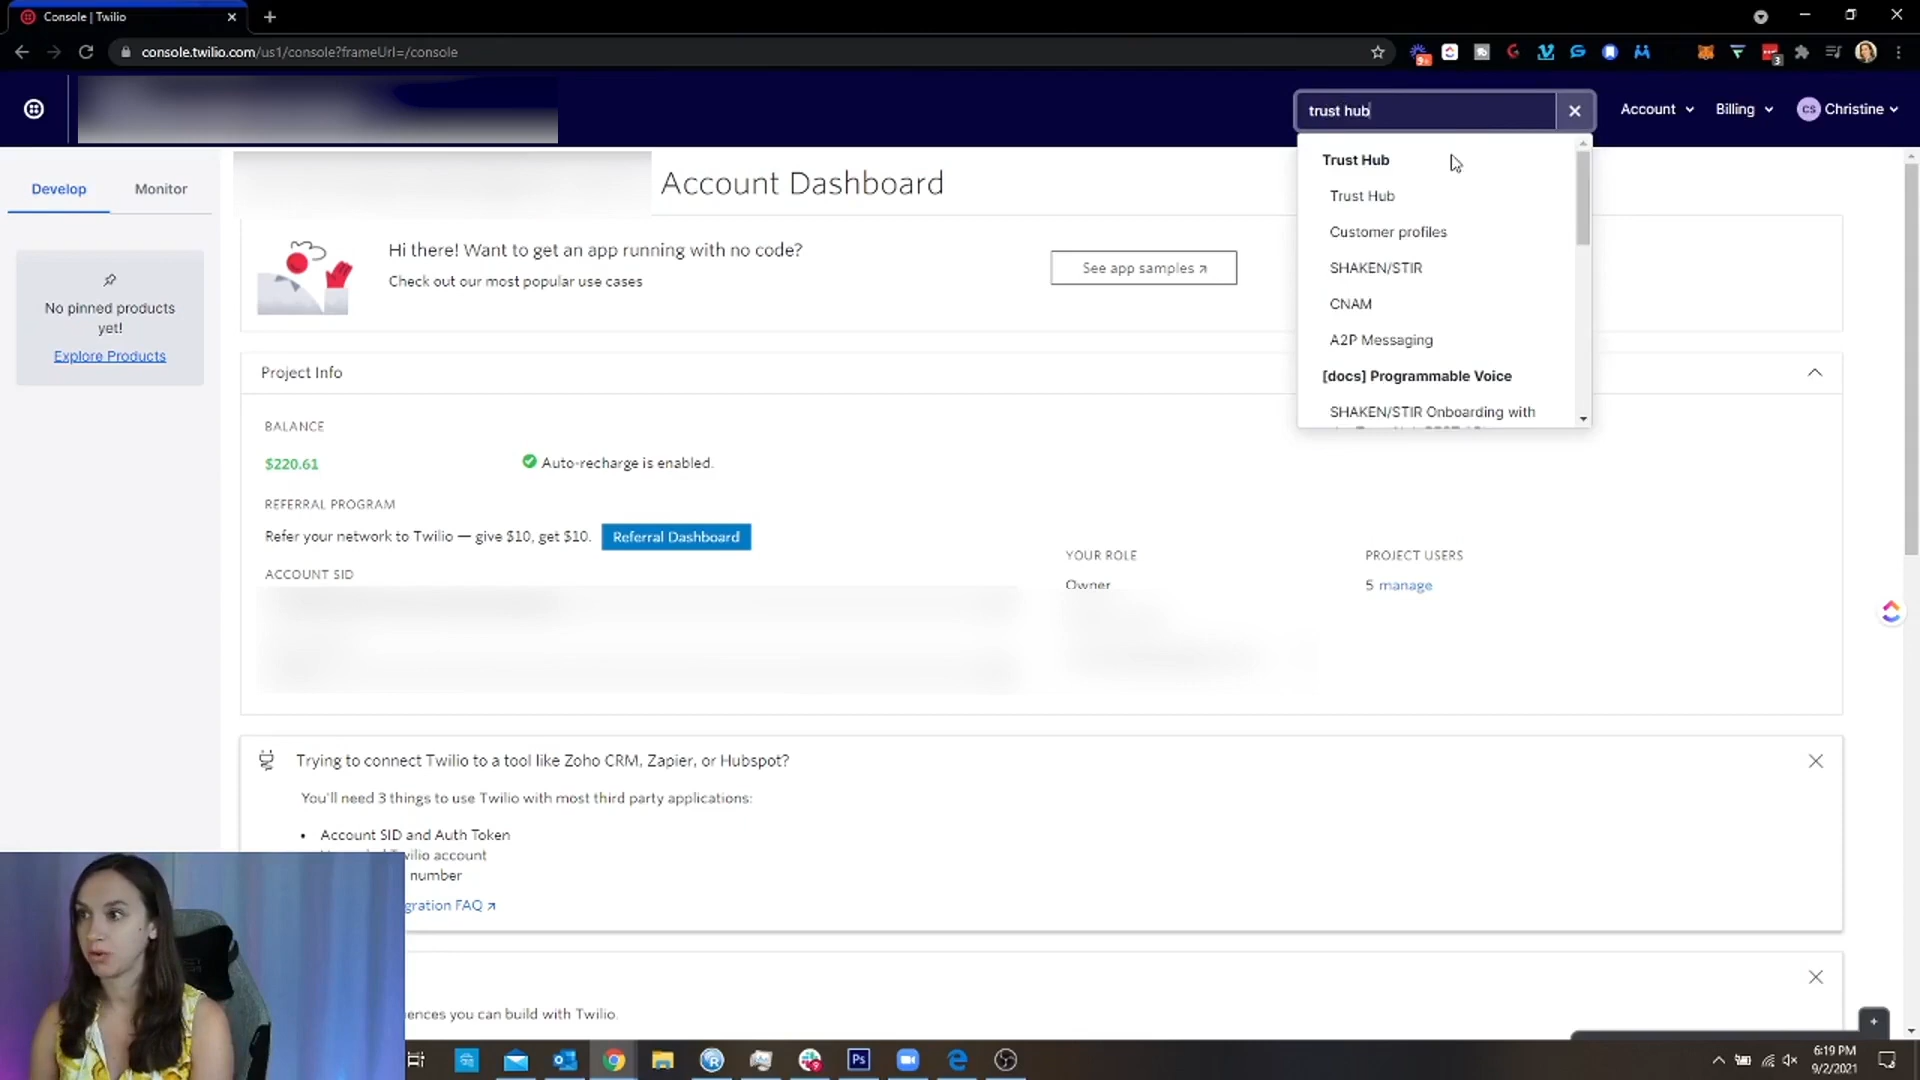 Console | Twilio
console.twilio.com/us1/console?frameUrl=/console
trust hub
Account
Billing
CS Christine
Develop
Monitor
Account Dashboard
Trust Hub
Trust Hub
Customer profiles
SHAKEN/STIR
CNAM
A2P Messaging
[docs] Programmable Voice
SHAKEN/STIR Onboarding with
No pinned products
yet!
Explore Products
Hi there! Want to get an app running with no code?
Check out our most popular use cases
See app samples
Project Info
BALANCE
$220.61
Auto-recharge is enabled.
REFERRAL PROGRAM
Refer your network to Twilio — give $10, get $10.
Referral Dashboard
ACCOUNT SID
YOUR ROLE
Owner
PROJECT USERS
5 manage
Trying to connect Twilio to a tool like Zoho CRM, Zapier, or Hubspot?
You'll need 3 things to use Twilio with most third party applications:
• Account SID and Auth Token
account
number
FAQ
you can build with Twilio.
Ps
6:19 PM
9/2/2021